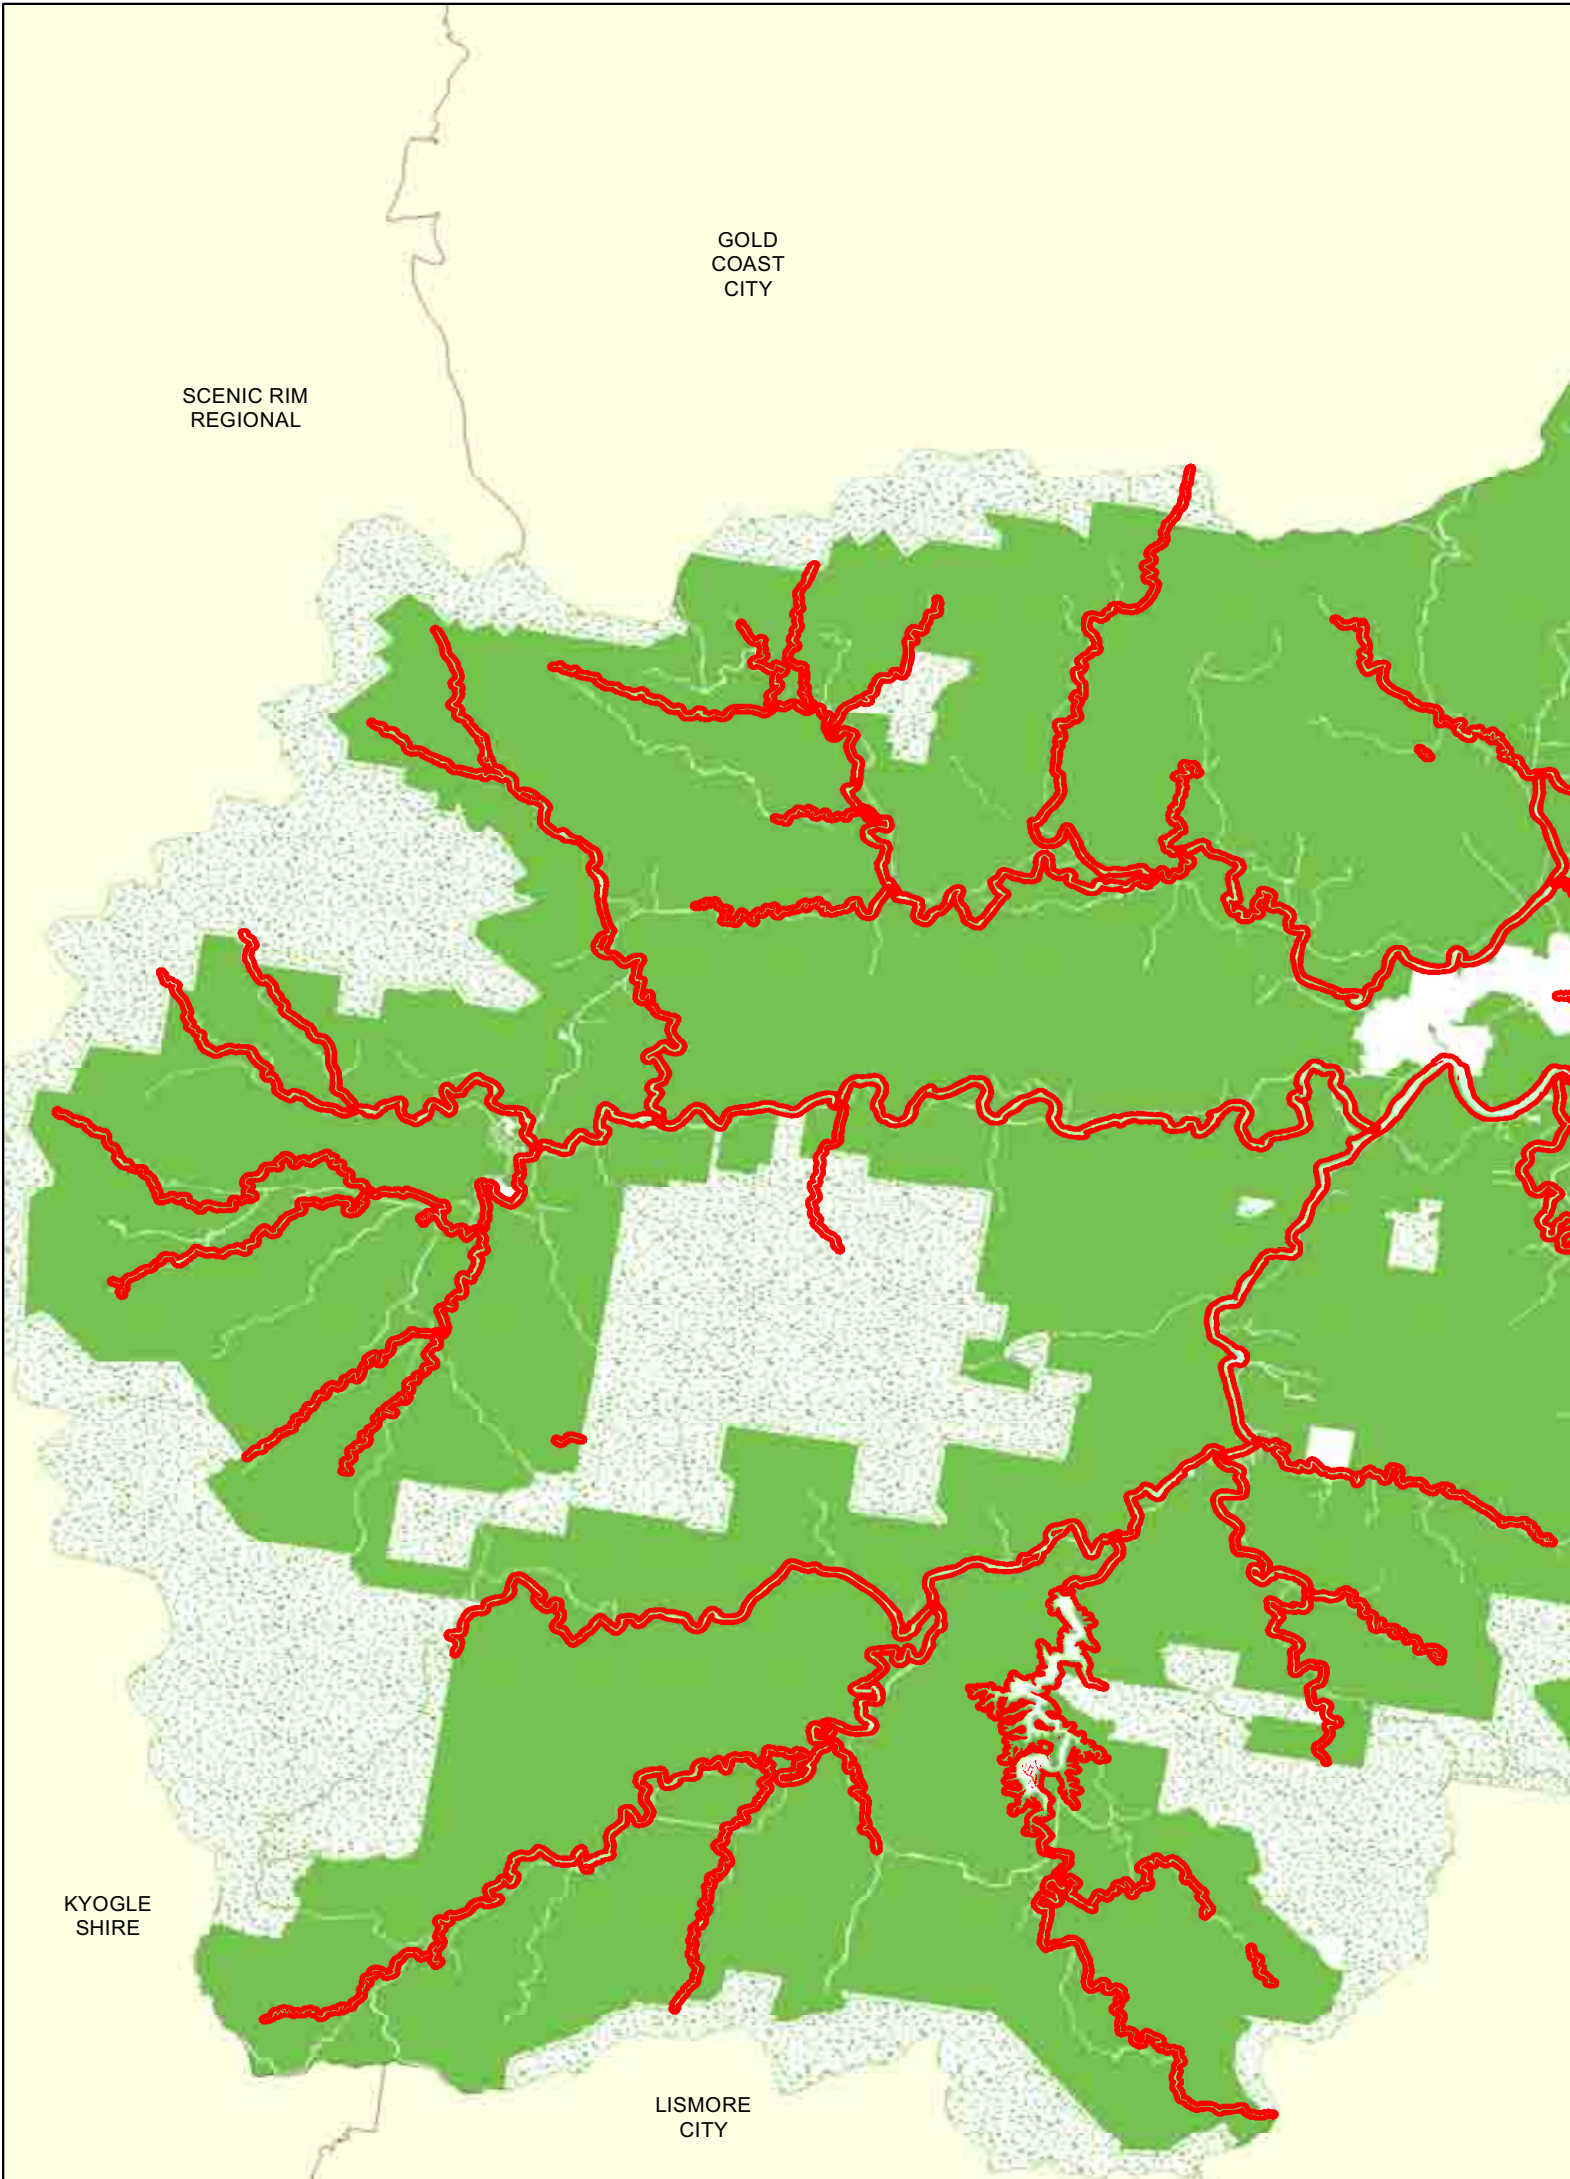 GOLD
COAST
CITY
SCENIC RIM
REGIONAL
KYOGLE
SHIRE
LISMORE
CITY